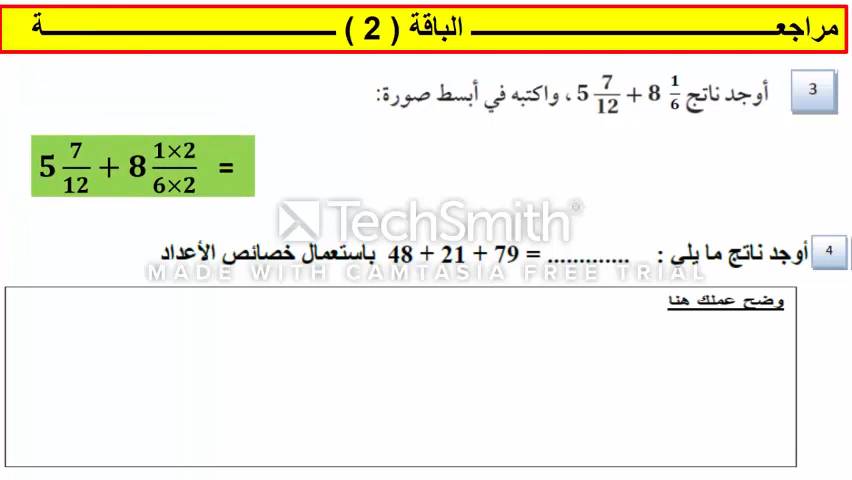 مراجعـــــــــة الباقة ( 2 )
3 أوجد ناتج 5 7/12 + 8 1/6 ، واكتبه في أبسط صورة:
5 7/12 + 8 1×2/6×2 =
TechSmith®
4 أوجد ناتج ما يلي : ............. = 79 + 21 + 48 باستعمال خصائص الأعداد
MADE WITH CAMTASIA FREE TRIAL
وضح عملك هنا